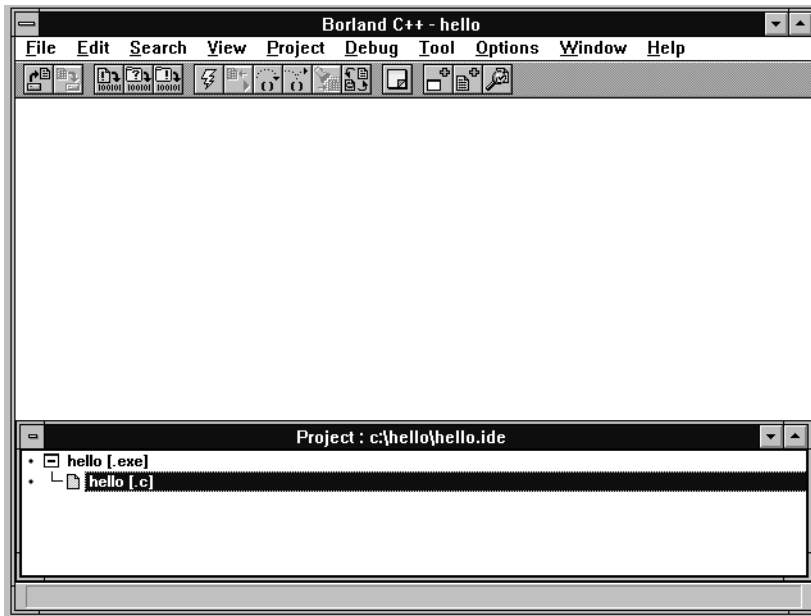 Borland C++ - hello
File Edit Search View Project Debug Tool Options Window Help
Project : c:\hello\hello.ide
hello [.exe]
hello [.c]